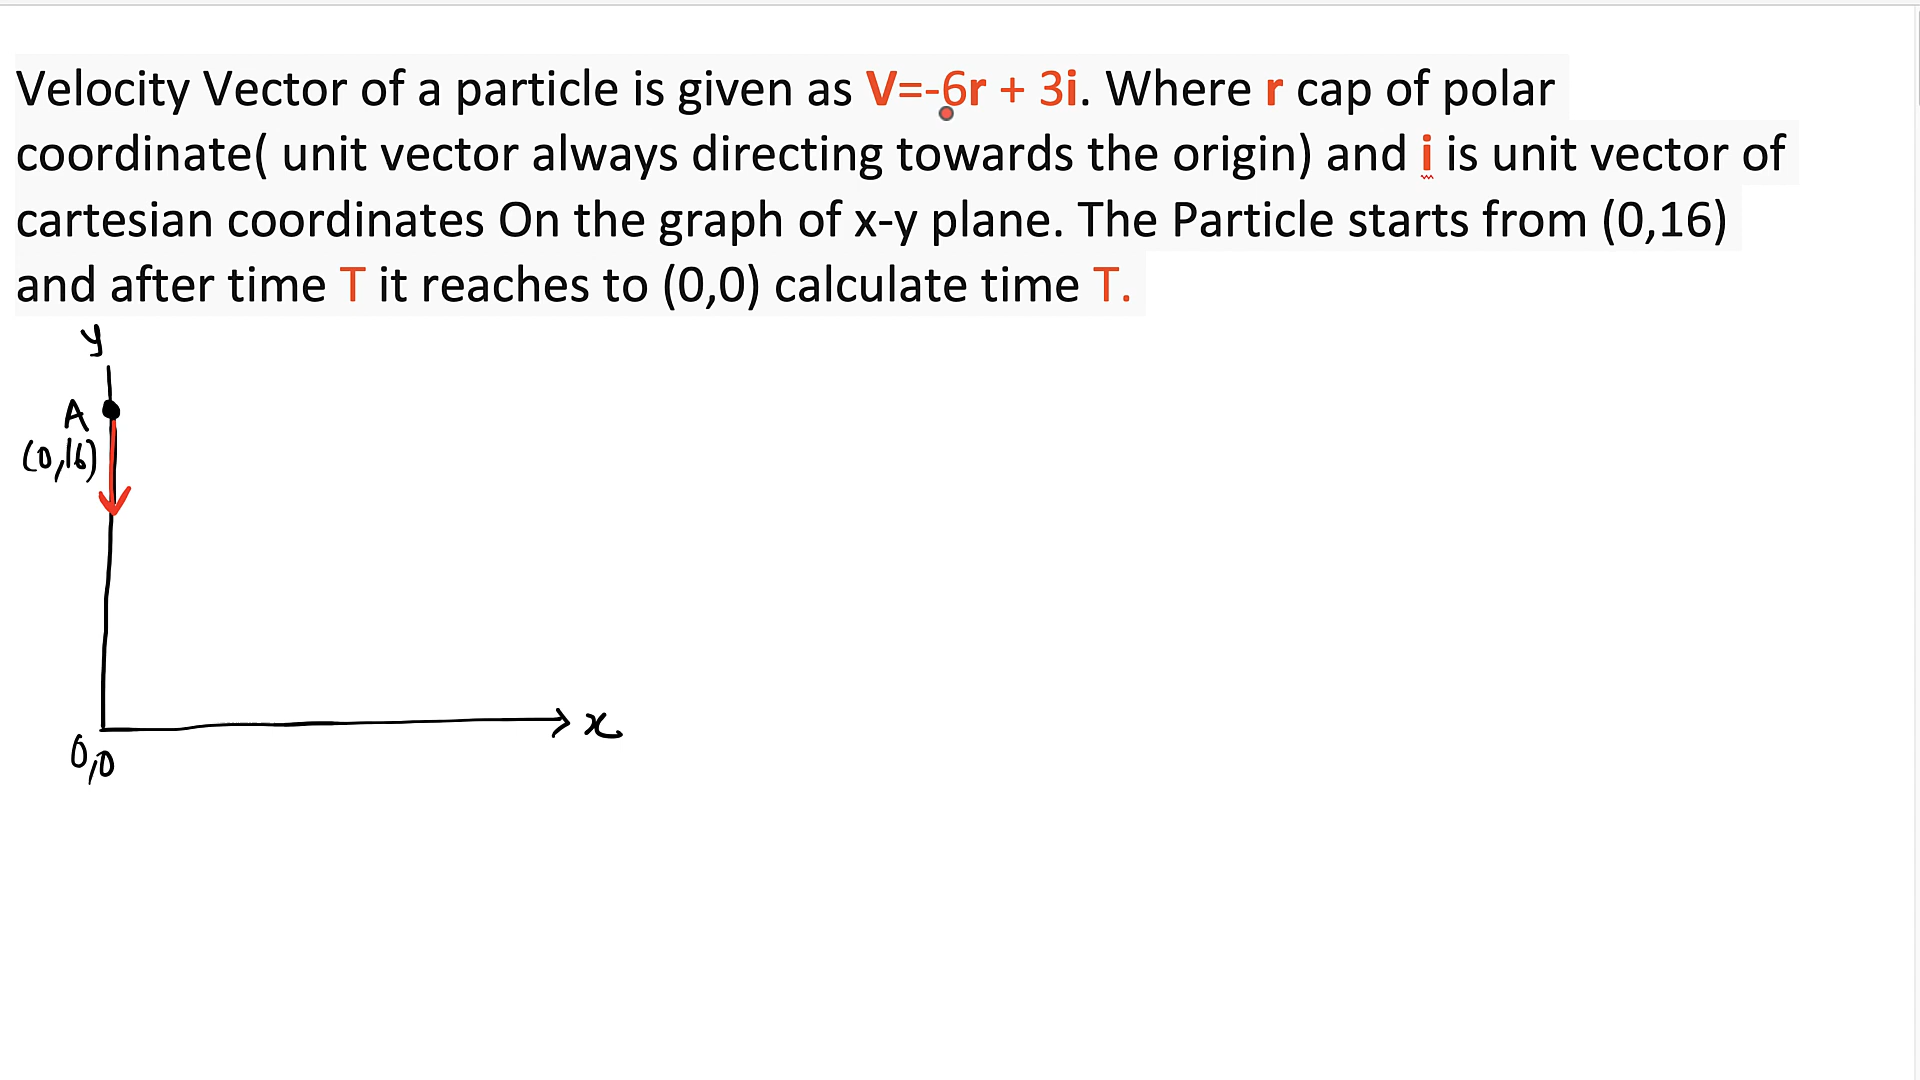 Velocity Vector of a particle is given as V=-6r + 3i. Where r cap of polar
coordinate( unit vector always directing towards the origin) and i is unit vector of
cartesian coordinates On the graph of x-y plane. The Particle starts from (0,16)
and after time T it reaches to (0,0) calculate time T.
y
A
(0,16)
x
0,0